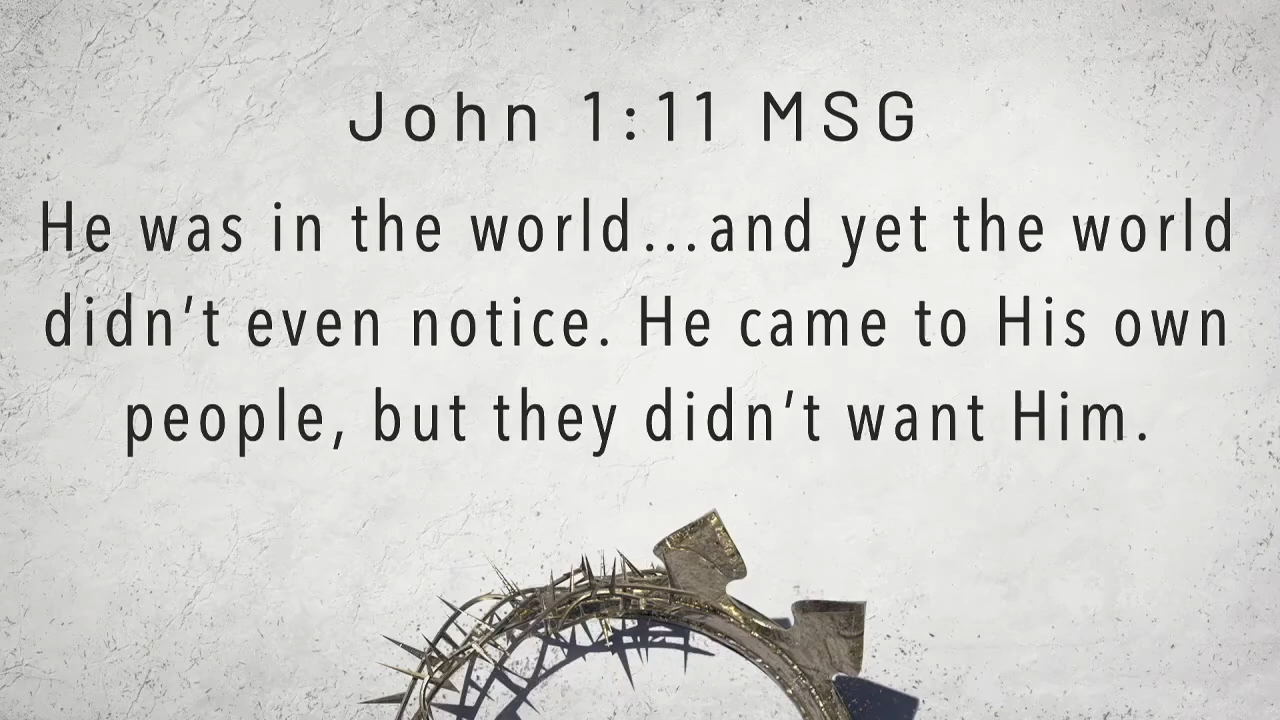 John 1:11 MSG
He was in the world...and yet the world
didn’t even notice. He came to His own
people, but they didn’t want Him.